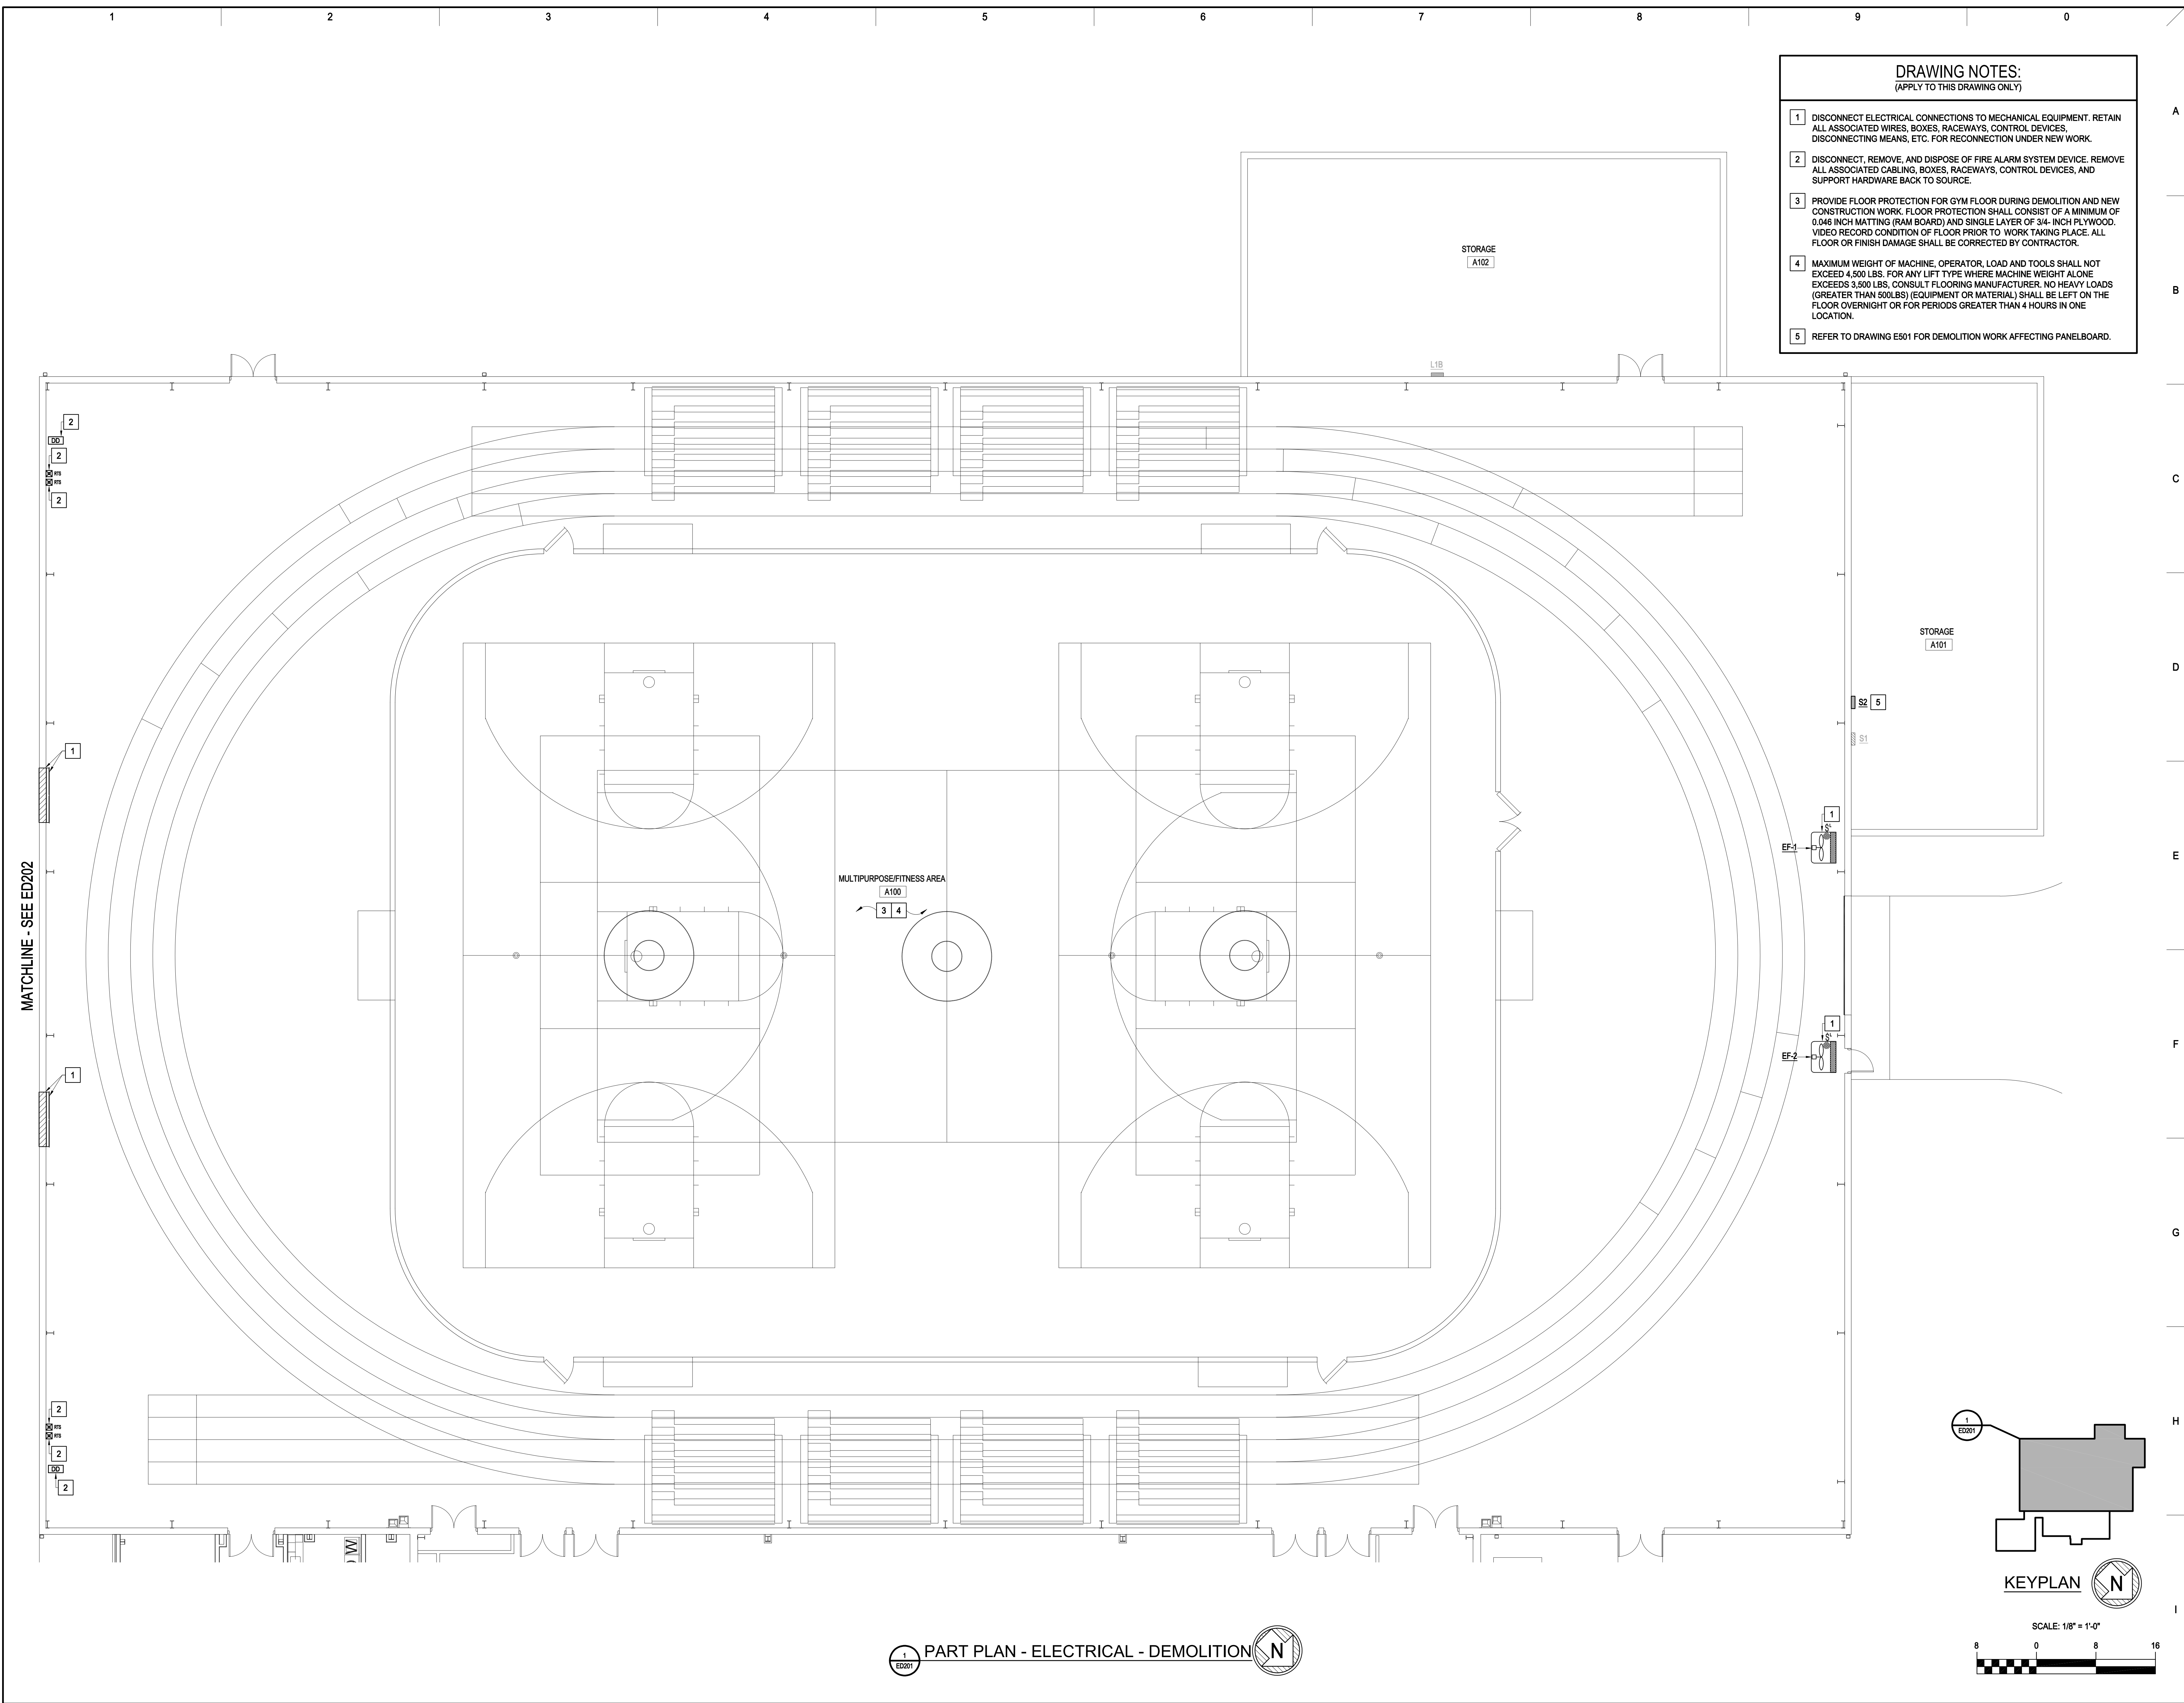 1 2 3 4 5 6 7 8 9 0
A
B
C
D
E
F
G
H
I
DRAWING NOTES:
(APPLY TO THIS DRAWING ONLY)
1 DISCONNECT ELECTRICAL CONNECTIONS TO MECHANICAL EQUIPMENT. RETAIN
ALL ASSOCIATED WIRES, BOXES, RACEWAYS, CONTROL DEVICES,
DISCONNECTING MEANS, ETC. FOR RECONNECTION UNDER NEW WORK.
2 DISCONNECT, REMOVE, AND DISPOSE OF FIRE ALARM SYSTEM DEVICE. REMOVE
ALL ASSOCIATED CABLING, BOXES, RACEWAYS, CONTROL DEVICES, AND
SUPPORT HARDWARE BACK TO SOURCE.
3 PROVIDE FLOOR PROTECTION FOR GYM FLOOR DURING DEMOLITION AND NEW
CONSTRUCTION WORK. FLOOR PROTECTION SHALL CONSIST OF A MINIMUM OF
0.046 INCH MATTING (RAM BOARD) AND SINGLE LAYER OF 3/4- INCH PLYWOOD.
VIDEO RECORD CONDITION OF FLOOR PRIOR TO WORK TAKING PLACE. ALL
FLOOR OR FINISH DAMAGE SHALL BE CORRECTED BY CONTRACTOR.
4 MAXIMUM WEIGHT OF MACHINE, OPERATOR, LOAD AND TOOLS SHALL NOT
EXCEED 4,500 LBS. FOR ANY LIFT TYPE WHERE MACHINE WEIGHT ALONE
EXCEEDS 3,500 LBS, CONSULT FLOORING MANUFACTURER. NO HEAVY LOADS
(GREATER THAN 500LBS) (EQUIPMENT OR MATERIAL) SHALL BE LEFT ON THE
FLOOR OVERNIGHT OR FOR PERIODS GREATER THAN 4 HOURS IN ONE
LOCATION.
5 REFER TO DRAWING E501 FOR DEMOLITION WORK AFFECTING PANELBOARD.
STORAGE
A102
L1B
2
DD
2
RTS
RTS
2
STORAGE
A101
S2 5
S1
1
1
EF-1
MATCHLINE - SEE ED202
MULTIPURPOSE/FITNESS AREA
A100
3 4
1
EF-2
1
2
RTS
RTS
2
DD
2
1
ED201
KEYPLAN
N
SCALE: 1/8" = 1'-0"
8 0 8 16
1
ED201
PART PLAN - ELECTRICAL - DEMOLITION
N